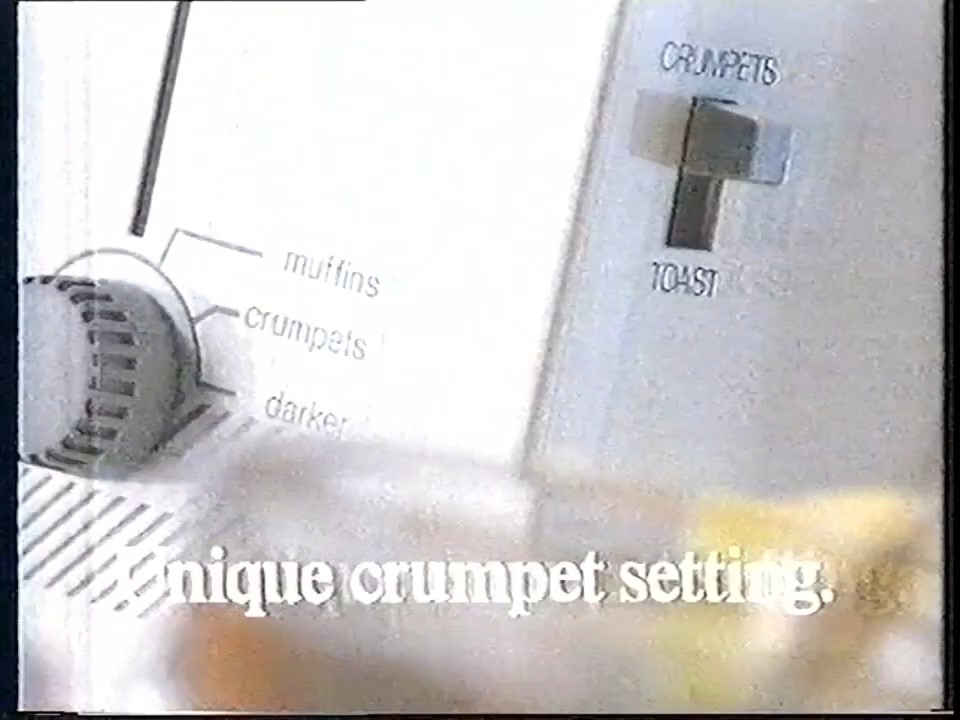 CRUMPETS
TOAST
muffins
crumpets
darker
Unique crumpet setting.